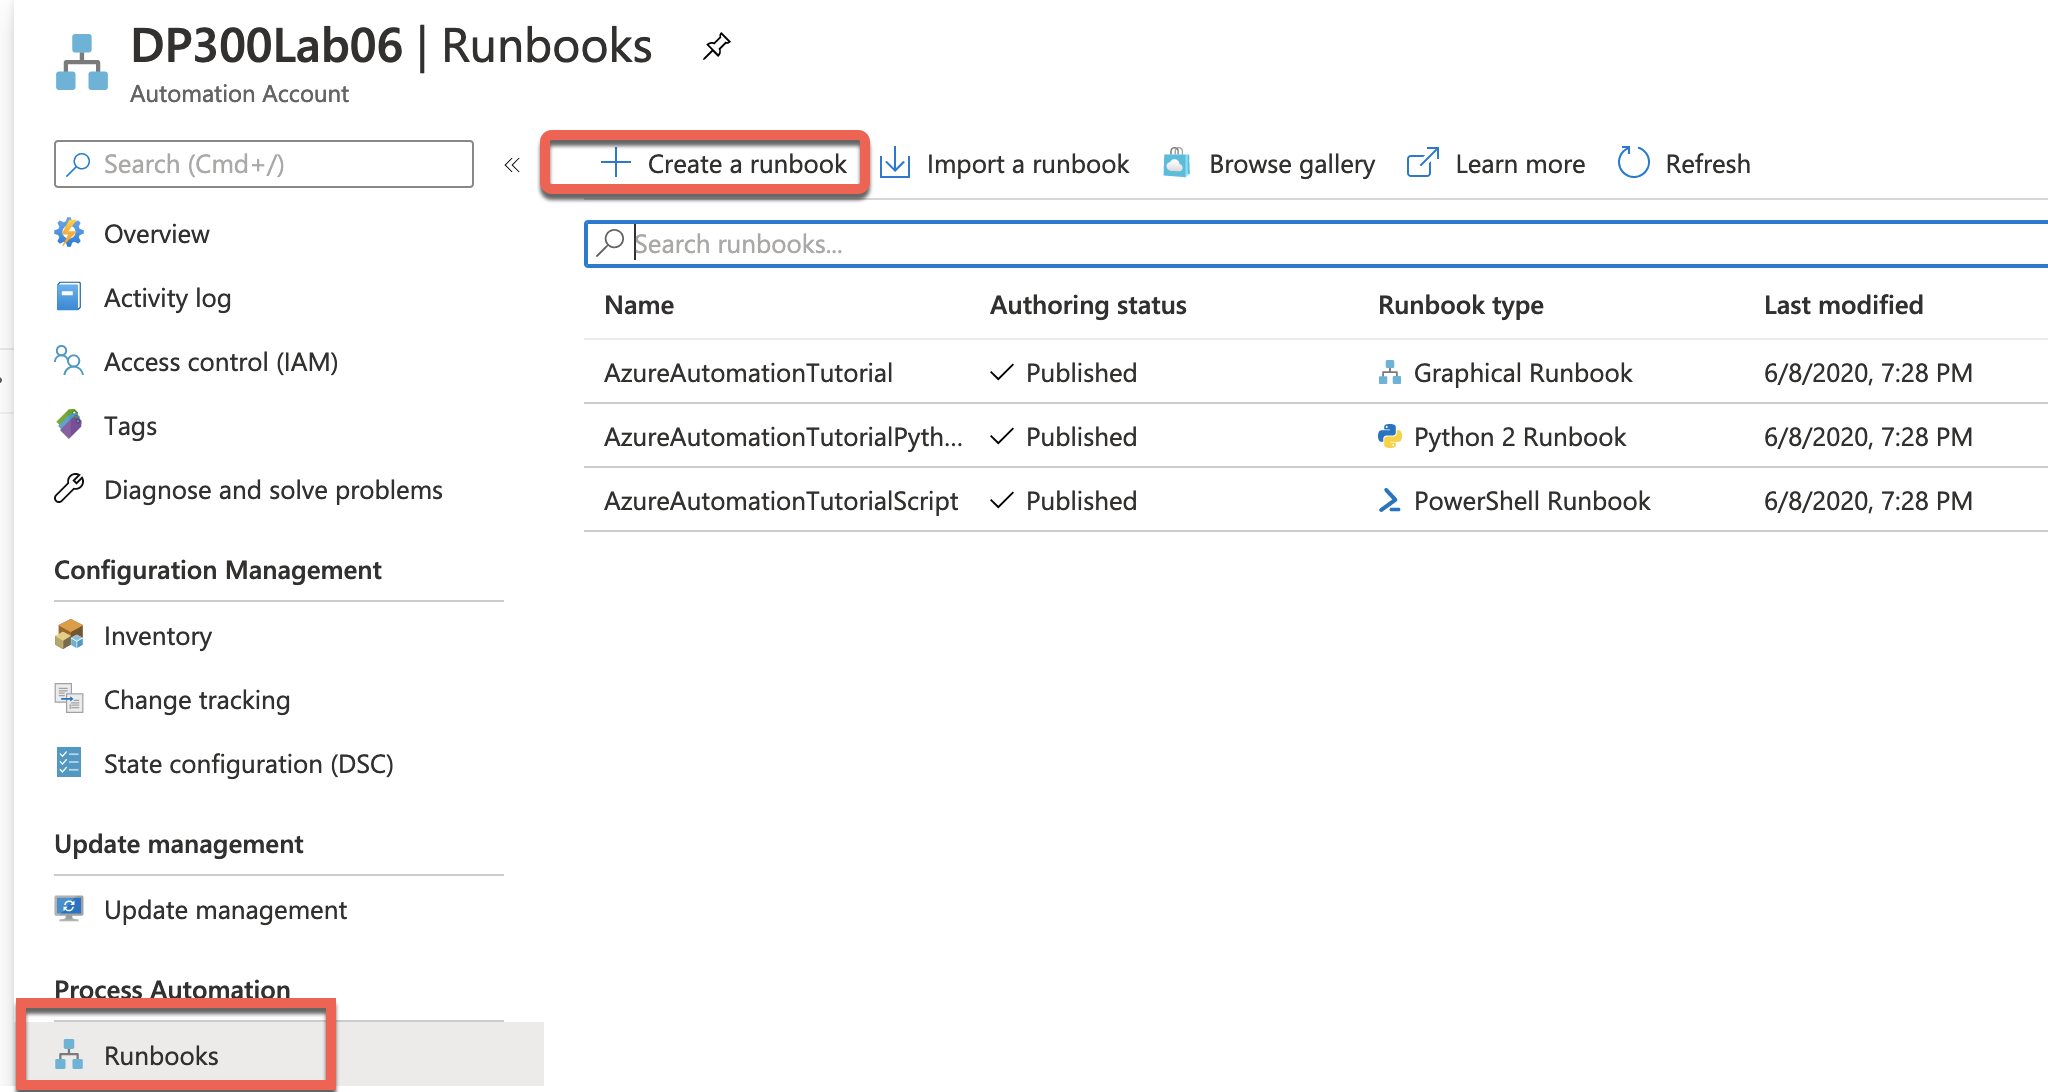 DP300Lab06 | Runbooks
Automation Account
Search (Cmd+/)
«
Create a runbook
Import a runbook
Browse gallery
Learn more
Refresh
Overview
Activity log
Access control (IAM)
Tags
Diagnose and solve problems
Configuration Management
Inventory
Change tracking
State configuration (DSC)
Update management
Update management
Process Automation
Runbooks
Search runbooks...
Name Authoring status Runbook type Last modified
AzureAutomationTutorial Published Graphical Runbook 6/8/2020, 7:28 PM
AzureAutomationTutorialPyth... Published Python 2 Runbook 6/8/2020, 7:28 PM
AzureAutomationTutorialScript Published PowerShell Runbook 6/8/2020, 7:28 PM